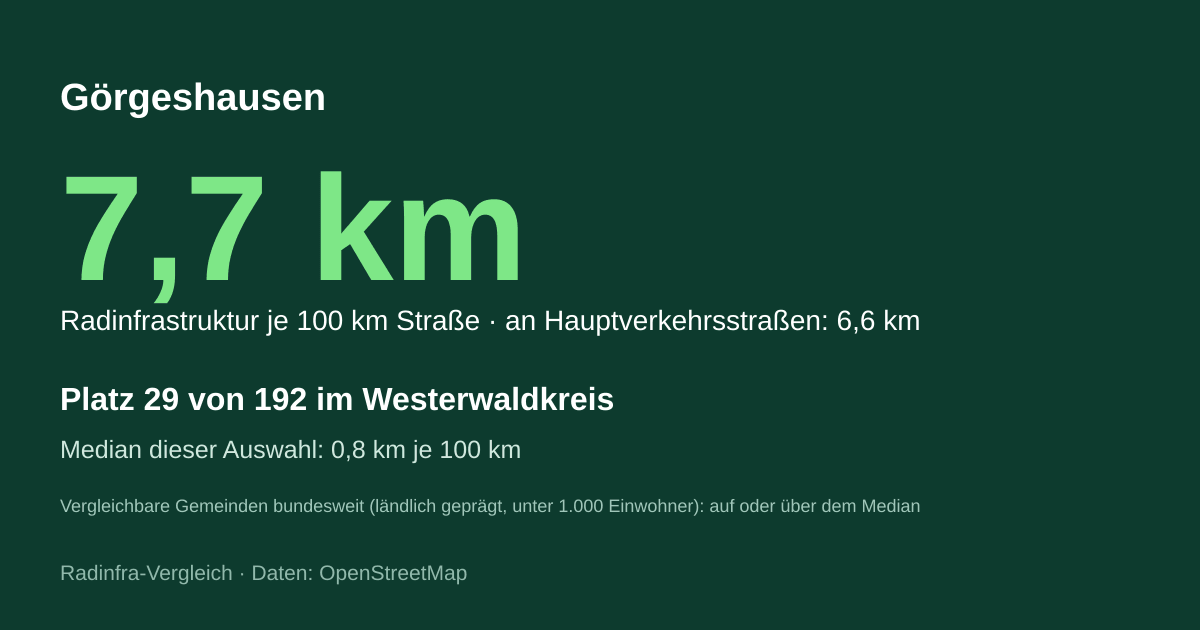 Görgeshausen
7,7 km
Radinfrastruktur je 100 km Straße · an Hauptverkehrsstraßen: 6,6 km
Platz 29 von 192 im Westerwaldkreis
Median dieser Auswahl: 0,8 km je 100 km
Vergleichbare Gemeinden bundesweit (ländlich geprägt, unter 1.000 Einwohner): auf oder über dem Median
Radinfra-Vergleich · Daten: OpenStreetMap